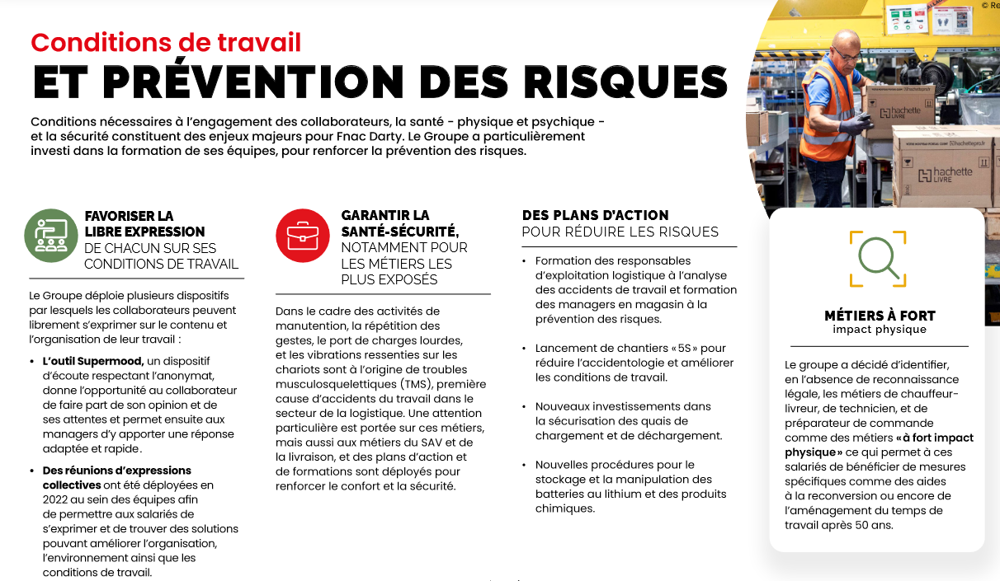 © Re
Conditions de travail
ET PRÉVENTION DES RISQUES
Conditions nécessaires à l’engagement des collaborateurs, la santé - physique et psychique -
et la sécurité constituent des enjeux majeurs pour Fnac Darty. Le Groupe a particulièrement
investi dans la formation de ses équipes, pour renforcer la prévention des risques.
hachette
LIVRE
hachettepro.fr
hachette
LIVRE
FAVORISER LA
LIBRE EXPRESSION
DE CHACUN SUR SES
CONDITIONS DE TRAVAIL
Le Groupe déploie plusieurs dispositifs
par lesquels les collaborateurs peuvent
librement s’exprimer sur le contenu et
l’organisation de leur travail :
• L’outil Supermood, un dispositif
d’écoute respectant l’anonymat,
donne l’opportunité au collaborateur
de faire part de son opinion et de
ses attentes et permet ensuite aux
managers d’y apporter une réponse
adaptée et rapide.
• Des réunions d’expressions
collectives ont été déployées en
2022 au sein des équipes afin
de permettre aux salariés de
s’exprimer et de trouver des solutions
pouvant améliorer l’organisation,
l’environnement ainsi que les
conditions de travail.
GARANTIR LA
SANTÉ-SÉCURITÉ,
NOTAMMENT POUR
LES MÉTIERS LES
PLUS EXPOSÉS
Dans le cadre des activités de
manutention, la répétition des
gestes, le port de charges lourdes,
et les vibrations ressenties sur les
chariots sont à l’origine de troubles
musculosquelettiques (TMS), première
cause d’accidents du travail dans le
secteur de la logistique. Une attention
particulière est portée sur ces métiers,
mais aussi aux métiers du SAV et de
la livraison, et des plans d’action et
de formations sont déployés pour
renforcer le confort et la sécurité.
DES PLANS D’ACTION
POUR RÉDUIRE LES RISQUES
• Formation des responsables
d’exploitation logistique à l’analyse
des accidents de travail et formation
des managers en magasin à la
prévention des risques.
• Lancement de chantiers «5S» pour
réduire l’accidentologie et améliorer
les conditions de travail.
• Nouveaux investissements dans
la sécurisation des quais de
chargement et de déchargement.
• Nouvelles procédures pour le
stockage et la manipulation des
batteries au lithium et des produits
chimiques.
MÉTIERS À FORT
impact physique
Le groupe a décidé d’identifier,
en l’absence de reconnaissance
légale, les métiers de chauffeur-
livreur, de technicien, et de
préparateur de commande
comme des métiers «à fort impact
physique» ce qui permet à ces
salariés de bénéficier de mesures
spécifiques comme des aides
à la reconversion ou encore de
l’aménagement du temps de
travail après 50 ans.